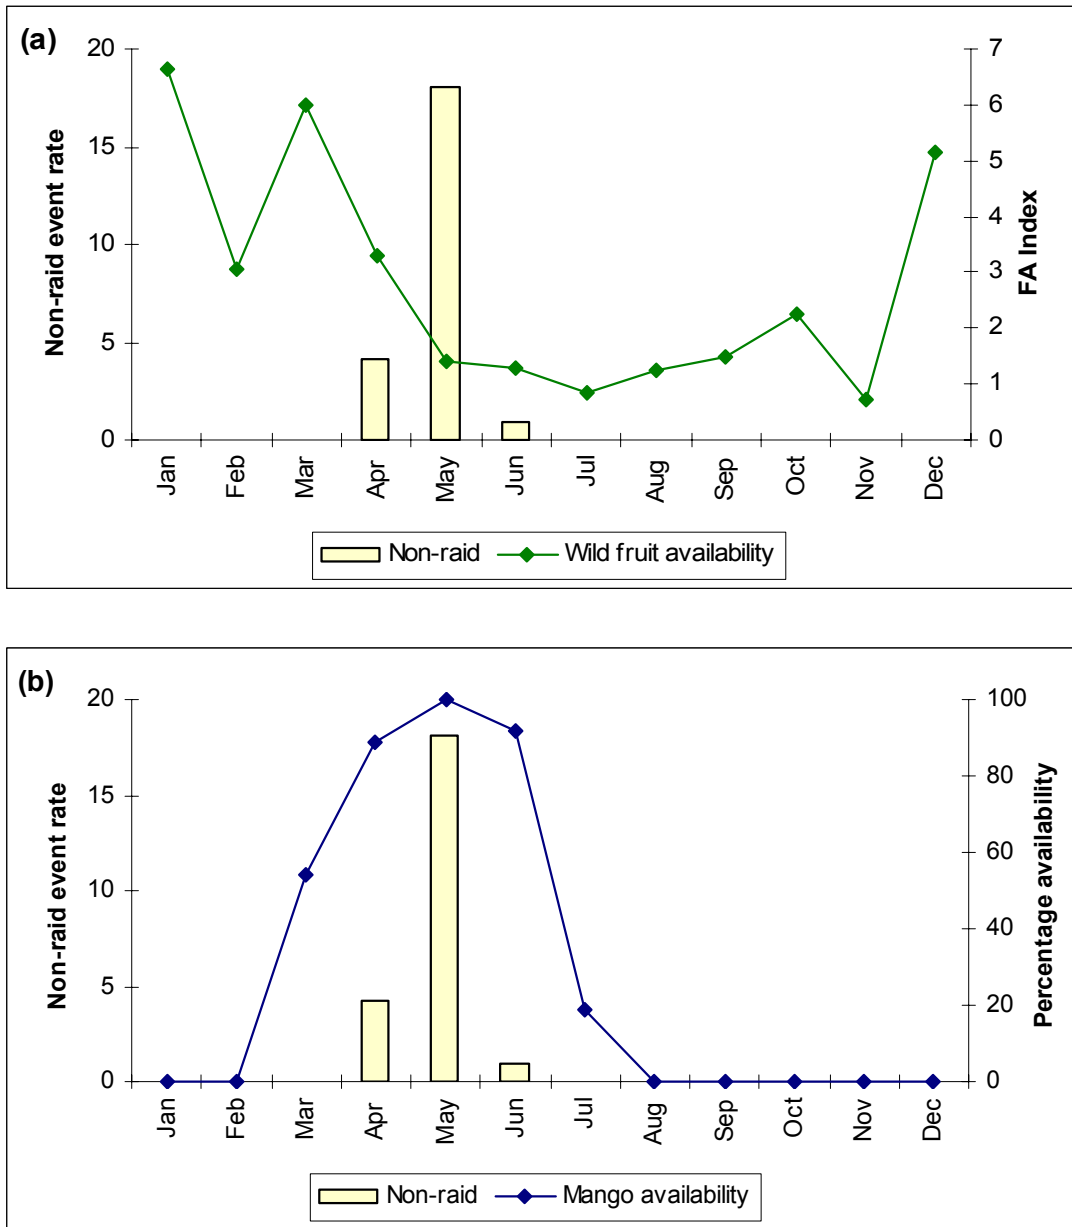 (a)
Non-raid event rate
20
15
10
5
0
7
6
5
4
3
2
1
0
FA Index
Jan Feb Mar Apr May Jun Jul Aug Sep Oct Nov Dec
Non-raid Wild fruit availability
(b)
Non-raid event rate
20
15
10
5
0
100
80
60
40
20
0
Percentage availability
Jan Feb Mar Apr May Jun Jul Aug Sep Oct Nov Dec
Non-raid Mango availability